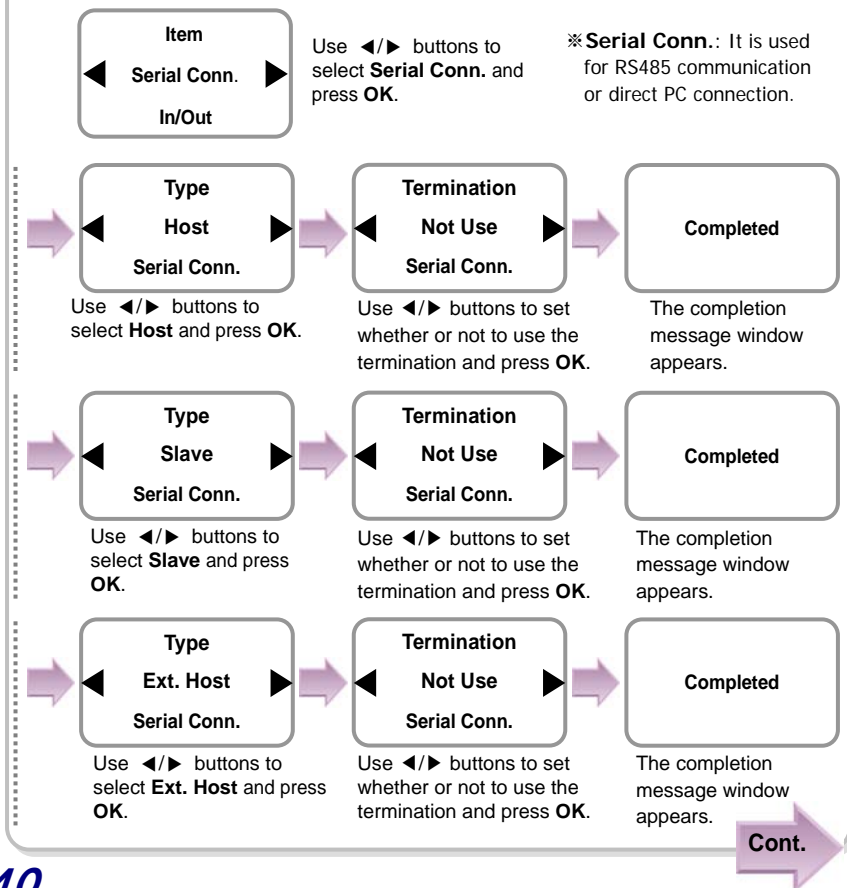 Item
◀ Serial Conn. ▶
In/Out
Use ◀/▶ buttons to
select Serial Conn. and
press OK.
※Serial Conn.: It is used
for RS485 communication
or direct PC connection.
Type
◀ Host ▶
Serial Conn.
Use ◀/▶ buttons to
select Host and press OK.
Termination
◀ Not Use ▶
Serial Conn.
Use ◀/▶ buttons to set
whether or not to use the
termination and press OK.
Completed
The completion
message window
appears.
Type
◀ Slave ▶
Serial Conn.
Use ◀/▶ buttons to
select Slave and press
OK.
Termination
◀ Not Use ▶
Serial Conn.
Use ◀/▶ buttons to set
whether or not to use the
termination and press OK.
Completed
The completion
message window
appears.
Type
◀ Ext. Host ▶
Serial Conn.
Use ◀/▶ buttons to
select Ext. Host and press
OK.
Termination
◀ Not Use ▶
Serial Conn.
Use ◀/▶ buttons to set
whether or not to use the
termination and press OK.
Completed
The completion
message window
appears.
Cont.